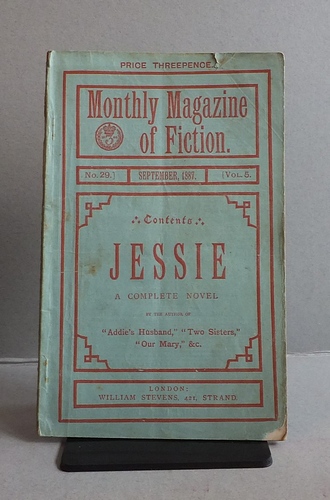 PRICE THREEPENCE.
Monthly Magazine
of Fiction.
No. 29.]
SEPTEMBER, 1887.
[VOL. 5.
Contents
JESSIE
A COMPLETE NOVEL
BY THE AUTHOR OF
"Addie's Husband," "Two Sisters,"
"Our Mary," &c.
LONDON:
WILLIAM STEVENS, 421, STRAND.